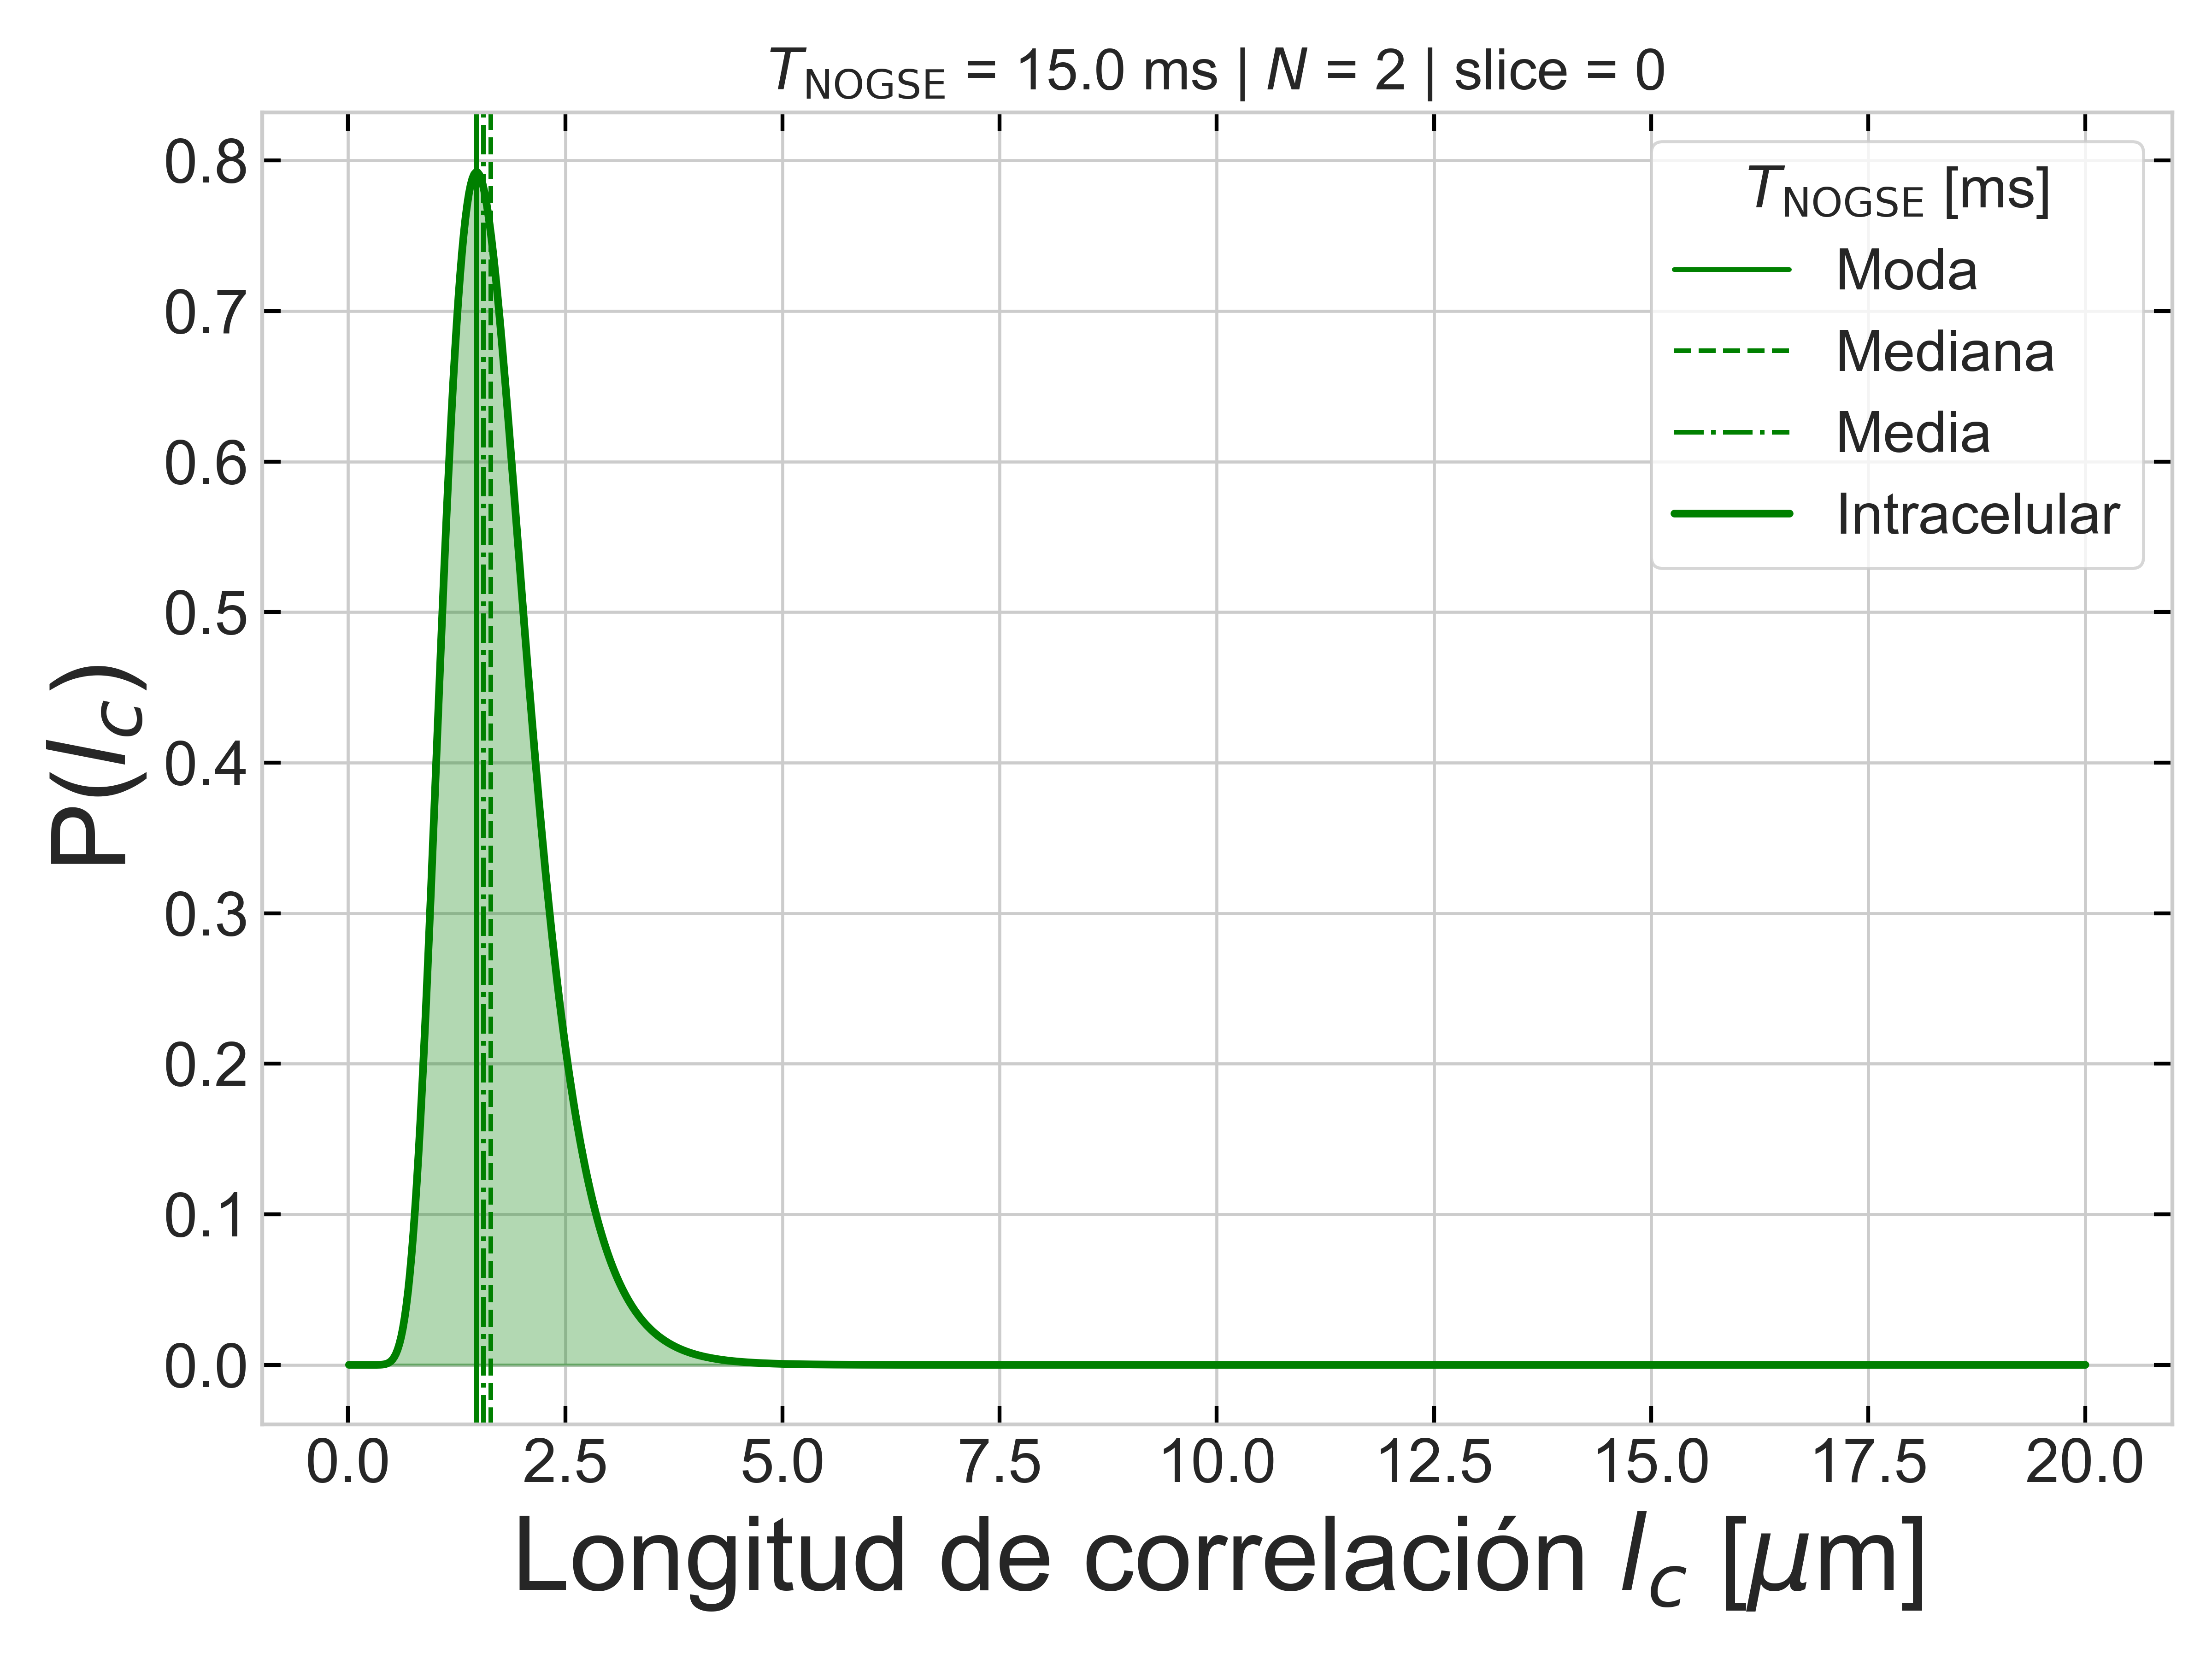 T_NOGSE = 15.0 ms | N = 2 | slice = 0
T_NOGSE [ms]
Moda
Mediana
Media
Intracelular
P(l_c)
0.8
0.7
0.6
0.5
0.4
0.3
0.2
0.1
0.0
0.0 2.5 5.0 7.5 10.0 12.5 15.0 17.5 20.0
Longitud de correlación l_c [μm]